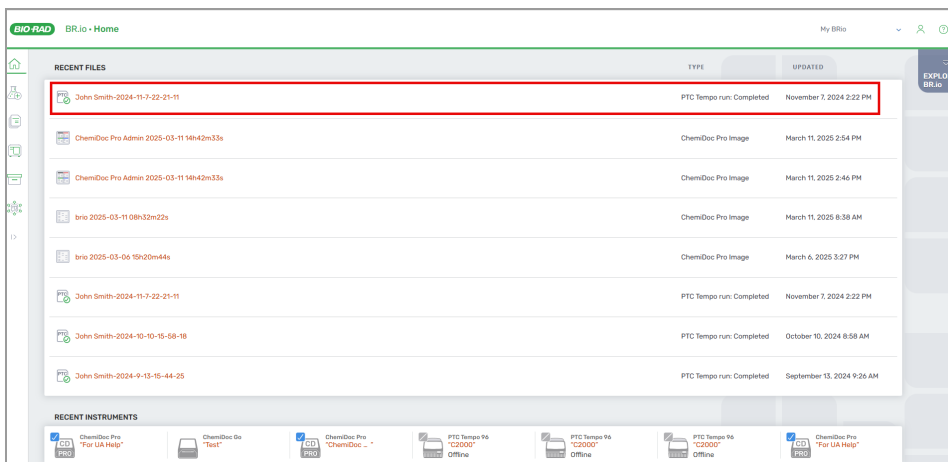 BIO-RAD BR.io • Home My BRio
RECENT FILES TYPE UPDATED
John Smith-2024-11-7-22-21-11 PTC Tempo run: Completed November 7, 2024 2:22 PM
ChemiDoc Pro Admin 2025-03-11 14h42m33s ChemiDoc Pro Image March 11, 2025 2:54 PM
ChemiDoc Pro Admin 2025-03-11 14h42m33s ChemiDoc Pro Image March 11, 2025 2:46 PM
brio 2025-03-11 08h32m22s ChemiDoc Pro Image March 11, 2025 8:38 AM
brio 2025-03-06 15h20m44s ChemiDoc Pro Image March 6, 2025 3:27 PM
John Smith-2024-11-7-22-21-11 PTC Tempo run: Completed November 7, 2024 2:22 PM
John Smith-2024-10-10-15-58-18 PTC Tempo run: Completed October 10, 2024 8:58 AM
John Smith-2024-9-13-15-44-25 PTC Tempo run: Completed September 13, 2024 9:26 AM
EXPLO
BR.io
RECENT INSTRUMENTS
ChemiDoc Pro ChemiDoc Go ChemiDoc Pro PTC Tempo 96 PTC Tempo 96 PTC Tempo 96 ChemiDoc Pro
"For UA Help" "Test" "ChemiDoc ... " "C2000" "C2000" "C2000" "For UA Help"
CD CD Offline Offline Offline CD
PRO PRO PRO